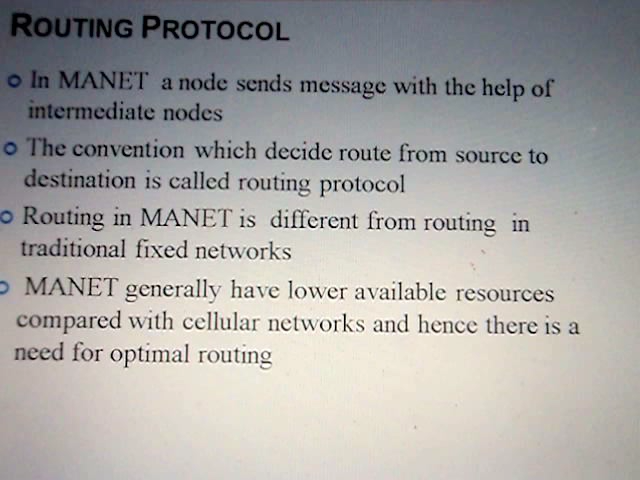 ROUTING PROTOCOL
In MANET a node sends message with the help of
intermediate nodes
The convention which decide route from source to
destination is called routing protocol
Routing in MANET is different from routing in
traditional fixed networks
MANET generally have lower available resources
compared with cellular networks and hence there is a
need for optimal routing